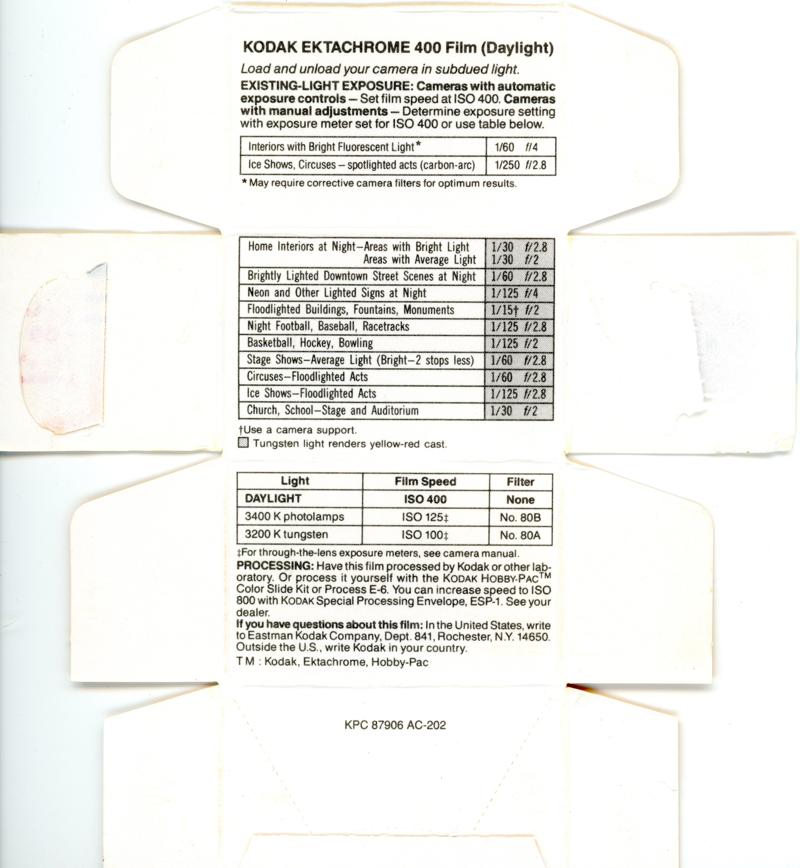 KODAK EKTACHROME 400 Film (Daylight)
Load and unload your camera in subdued light.
EXISTING-LIGHT EXPOSURE: Cameras with automatic
exposure controls – Set film speed at ISO 400. Cameras
with manual adjustments – Determine exposure setting
with exposure meter set for ISO 400 or use table below.
Interiors with Bright Fluorescent Light* 1/60 f/4
Ice Shows, Circuses – spotlighted acts (carbon-arc) 1/250 f/2.8
* May require corrective camera filters for optimum results.
Home Interiors at Night–Areas with Bright Light 1/30 f/2.8
Areas with Average Light 1/30 f/2
Brightly Lighted Downtown Street Scenes at Night 1/60 f/2.8
Neon and Other Lighted Signs at Night 1/125 f/4
Floodlighted Buildings, Fountains, Monuments 1/15† f/2
Night Football, Baseball, Racetracks 1/125 f/2.8
Basketball, Hockey, Bowling 1/125 f/2
Stage Shows–Average Light (Bright–2 stops less) 1/60 f/2.8
Circuses–Floodlighted Acts 1/60 f/2.8
Ice Shows–Floodlighted Acts 1/125 f/2.8
Church, School–Stage and Auditorium 1/30 f/2
†Use a camera support.
Tungsten light renders yellow-red cast.
Light Film Speed Filter
DAYLIGHT ISO 400 None
3400 K photolamps ISO 125‡ No. 80B
3200 K tungsten ISO 100‡ No. 80A
‡For through-the-lens exposure meters, see camera manual.
PROCESSING: Have this film processed by Kodak or other lab-
oratory. Or process it yourself with the KODAK HOBBY-PAC™
Color Slide Kit or Process E-6. You can increase speed to ISO
800 with KODAK Special Processing Envelope, ESP-1. See your
dealer.
If you have questions about this film: In the United States, write
to Eastman Kodak Company, Dept. 841, Rochester, N.Y. 14650.
Outside the U.S., write Kodak in your country.
TM : Kodak, Ektachrome, Hobby-Pac
KPC 87906 AC-202